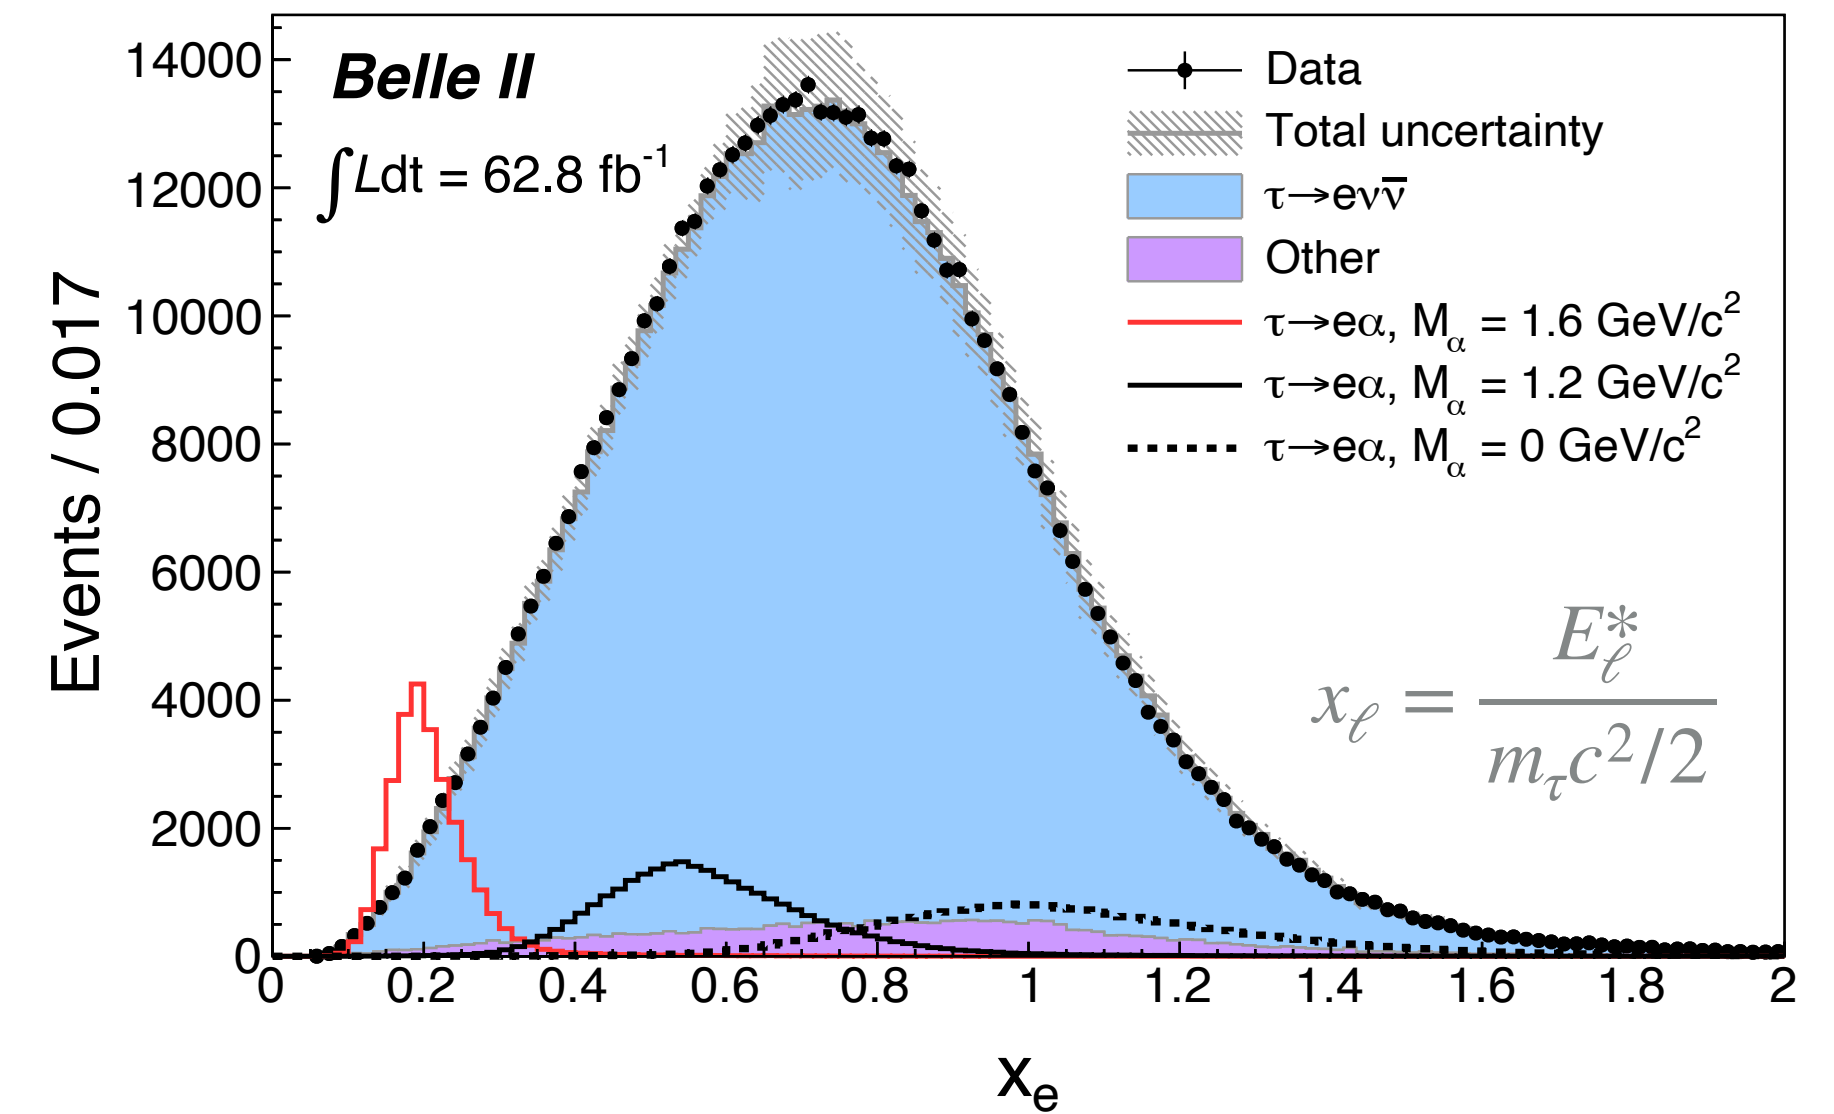 Belle II
∫Ldt = 62.8 fb⁻¹
Data
Total uncertainty
τ→eνν̅
Other
τ→eα, Mα = 1.6 GeV/c²
τ→eα, Mα = 1.2 GeV/c²
τ→eα, Mα = 0 GeV/c²
Events / 0.017
14000
12000
10000
8000
6000
4000
2000
0
xℓ = E*ℓ / mτc²/2
0 0.2 0.4 0.6 0.8 1 1.2 1.4 1.6 1.8 2
xₑ